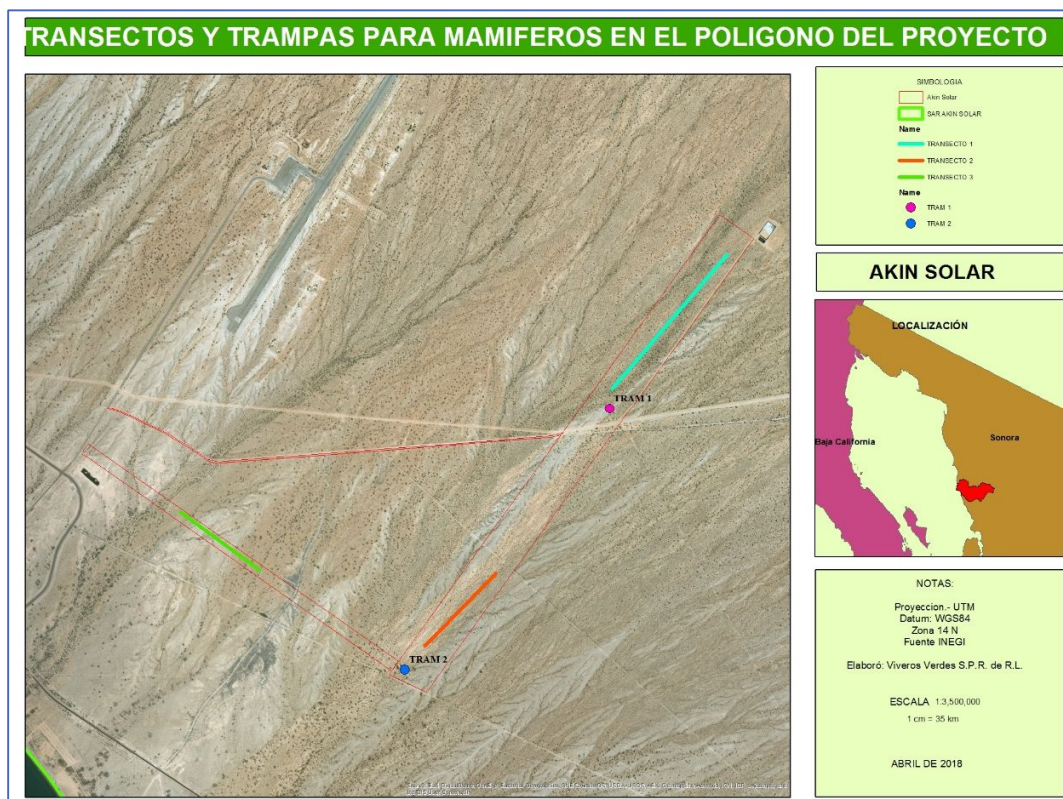 TRANSECTOS Y TRAMPAS PARA MAMIFEROS EN EL POLIGONO DEL PROYECTO
TRAM 1
TRAM 2
SIMBOLOGIA
Akin Solar
SAR AKIN SOLAR
Name
TRANSECTO 1
TRANSECTO 2
TRANSECTO 3
Name
TRAM 1
TRAM 2
AKIN SOLAR
LOCALIZACIÓN
Baja California
Sonora
NOTAS:
Proyeccion.- UTM
Datum: WGS84
Zona 14 N
Fuente INEGI
Elaboró: Viveros Verdes S.P.R. de R.L.
ESCALA 1:3,500,000
1 cm = 35 km
ABRIL DE 2018